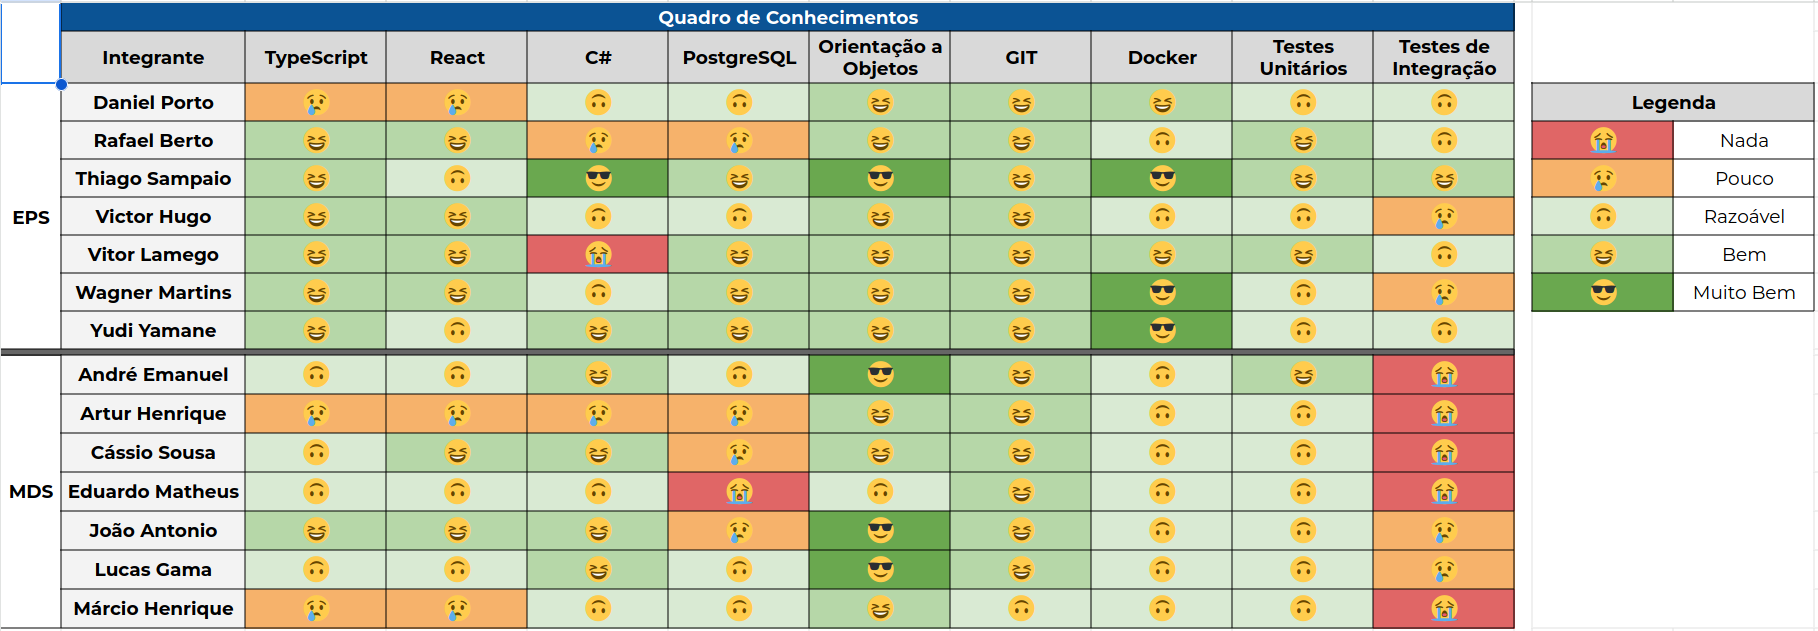 Quadro de Conhecimentos
Integrante TypeScript React C# PostgreSQL Orientação a Objetos GIT Docker Testes Unitários Testes de Integração
EPS
Daniel Porto 😢 😢 🙃 🙃 😆 😆 😆 🙃 🙃
Rafael Berto 😆 😆 😢 😢 😆 😆 🙃 😆 🙃
Thiago Sampaio 😆 🙃 😎 😆 😎 😆 😎 😆 😆
Victor Hugo 😆 😆 🙃 🙃 😆 😆 🙃 🙃 😢
Vitor Lamego 😆 😆 😭 😆 😆 😆 😆 😆 🙃
Wagner Martins 😆 😆 🙃 😆 😆 😆 😎 🙃 😢
Yudi Yamane 😆 🙃 😆 😆 😆 😆 😎 🙃 🙃
MDS
André Emanuel 🙃 🙃 😆 🙃 😎 😆 🙃 😆 😭
Artur Henrique 😢 😢 😢 😢 😆 😆 🙃 🙃 😭
Cássio Sousa 🙃 😆 😆 😢 😆 😆 🙃 🙃 😭
Eduardo Matheus 🙃 🙃 🙃 😭 🙃 😆 🙃 🙃 😭
João Antonio 😆 😆 😆 😢 😎 😆 🙃 🙃 😢
Lucas Gama 🙃 🙃 😆 🙃 😎 😆 🙃 🙃 😢
Márcio Henrique 😢 😢 🙃 🙃 😆 🙃 🙃 🙃 😭
Legenda
😭 Nada
😢 Pouco
🙃 Razoável
😆 Bem
😎 Muito Bem